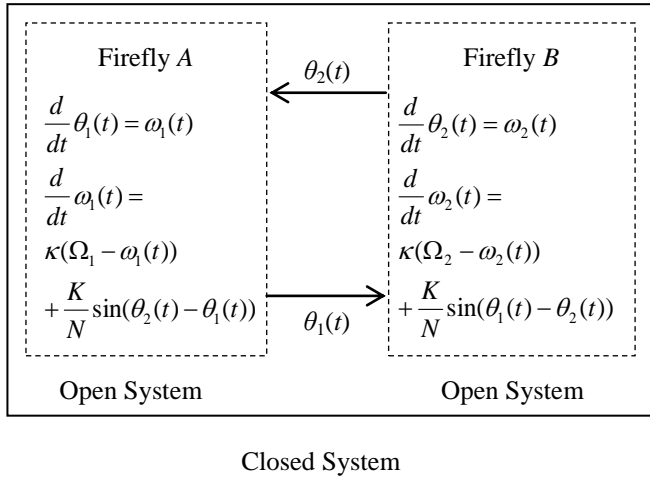 Firefly A
d/dt θ₁(t) = ω₁(t)
d/dt ω₁(t) =
κ(Ω₁ − ω₁(t))
+ K/N sin(θ₂(t) − θ₁(t))
Open System
θ₂(t)
θ₁(t)
Firefly B
d/dt θ₂(t) = ω₂(t)
d/dt ω₂(t) =
κ(Ω₂ − ω₂(t))
+ K/N sin(θ₁(t) − θ₂(t))
Open System
Closed System